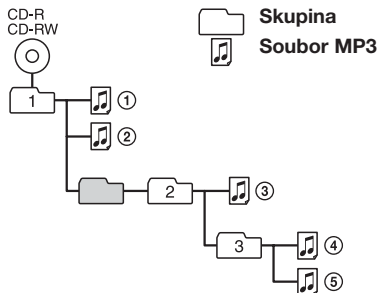 CD-R
CD-RW
Skupina
Soubor MP3
1
①
②
2
③
3
④
⑤